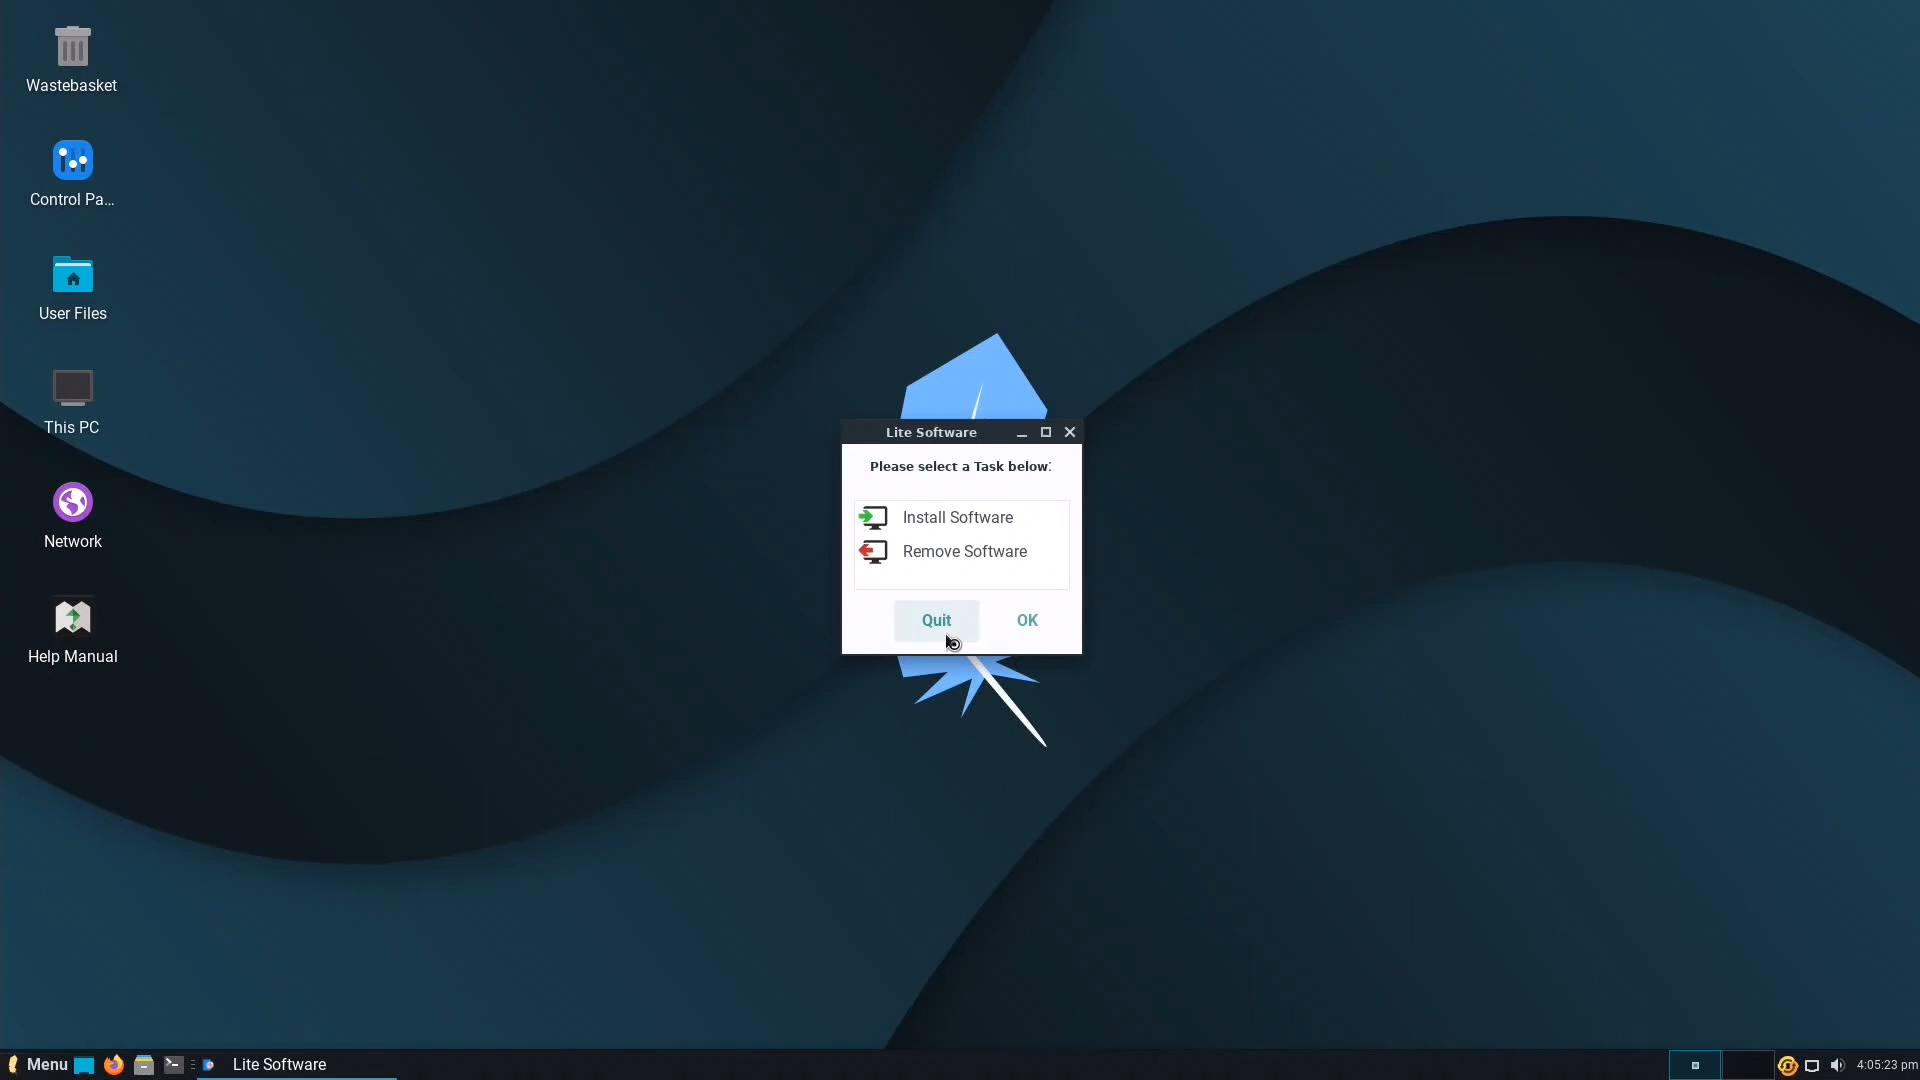 Wastebasket
Control Pa...
User Files
This PC
Network
Help Manual
Lite Software
Please select a Task below:
Install Software
Remove Software
Quit
OK
Menu
Lite Software
4:05:23 pm